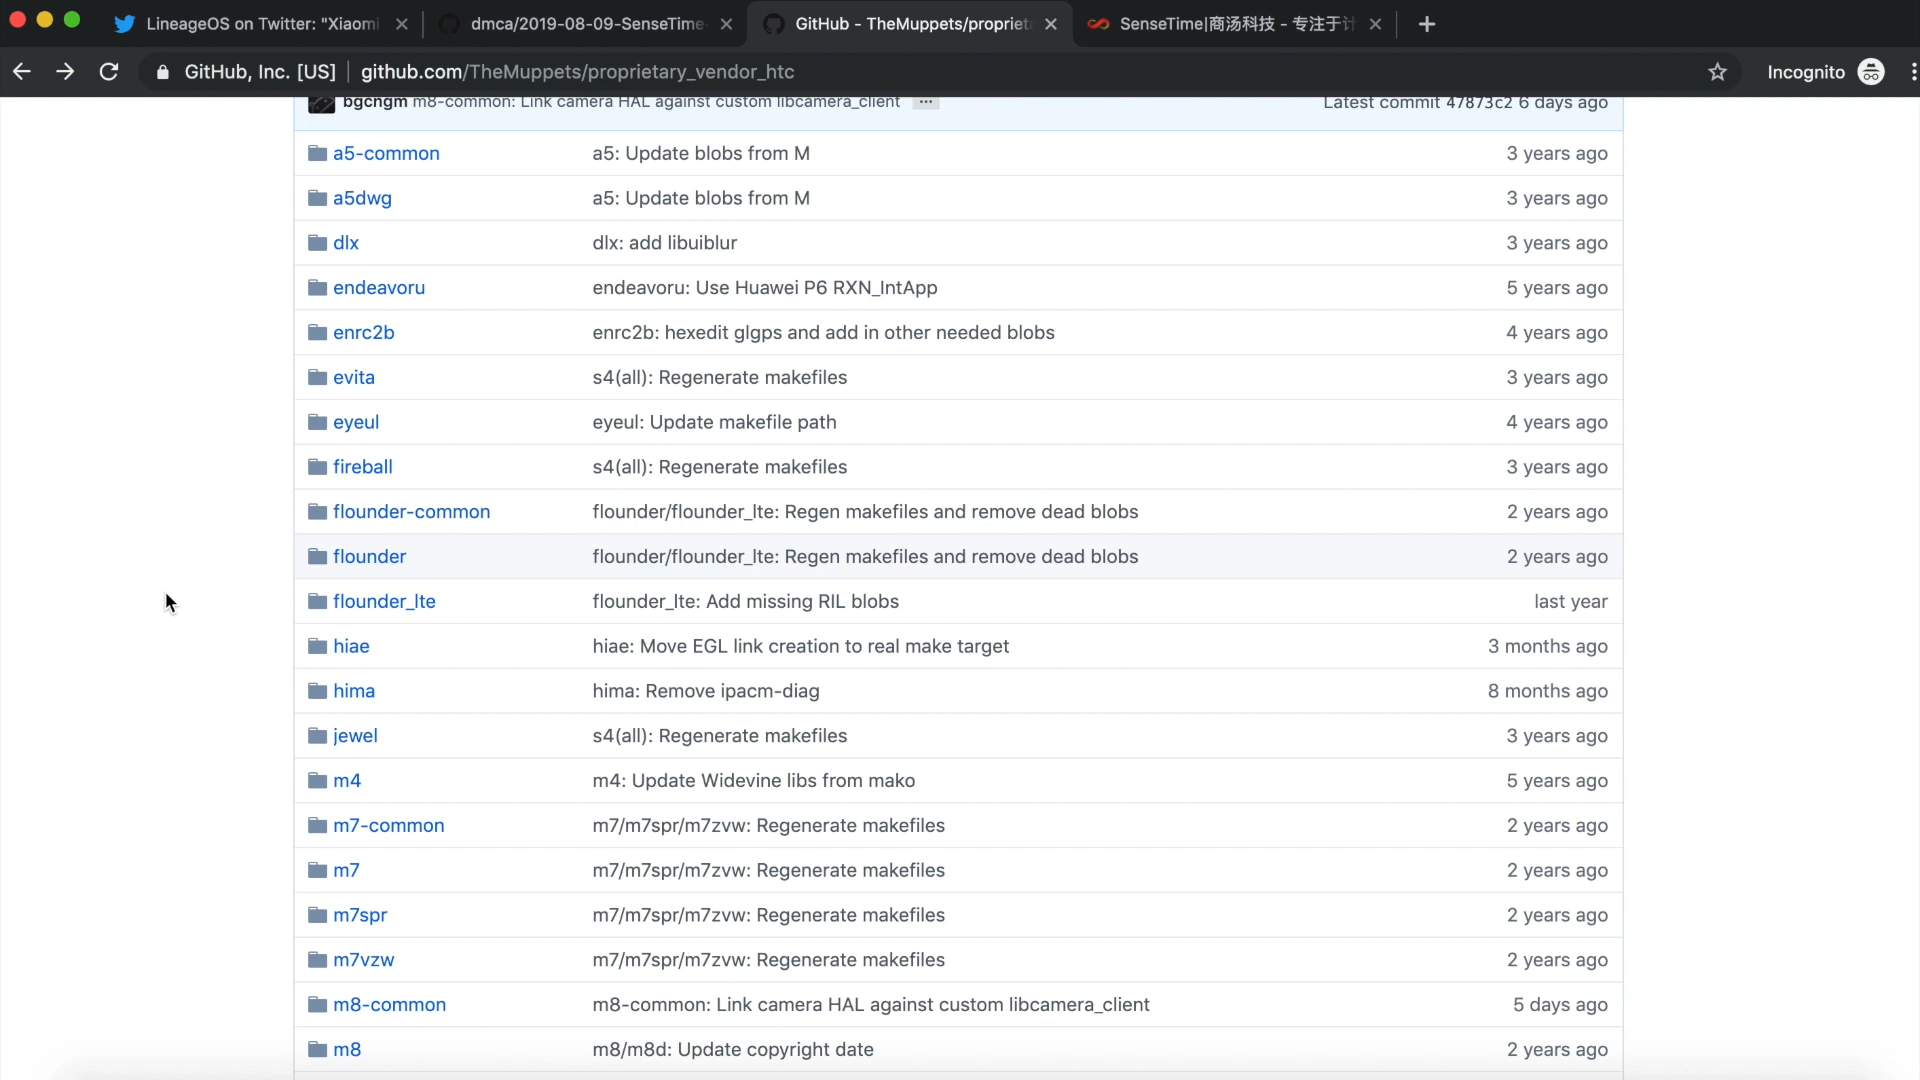 LineageOS on Twitter: "Xiaomi
dmca/2019-08-09-SenseTime-
GitHub - TheMuppets/propriet
SenseTime|商汤科技 - 专注于计
GitHub, Inc. [US]
github.com/TheMuppets/proprietary_vendor_htc
Incognito
bgcngm m8-common: Link camera HAL against custom libcamera_client ...
Latest commit 47873c2 6 days ago
a5-common a5: Update blobs from M 3 years ago
a5dwg a5: Update blobs from M 3 years ago
dlx dlx: add libuiblur 3 years ago
endeavoru endeavoru: Use Huawei P6 RXN_IntApp 5 years ago
enrc2b enrc2b: hexedit glgps and add in other needed blobs 4 years ago
evita s4(all): Regenerate makefiles 3 years ago
eyeul eyeul: Update makefile path 4 years ago
fireball s4(all): Regenerate makefiles 3 years ago
flounder-common flounder/flounder_lte: Regen makefiles and remove dead blobs 2 years ago
flounder flounder/flounder_lte: Regen makefiles and remove dead blobs 2 years ago
flounder_lte flounder_lte: Add missing RIL blobs last year
hiae hiae: Move EGL link creation to real make target 3 months ago
hima hima: Remove ipacm-diag 8 months ago
jewel s4(all): Regenerate makefiles 3 years ago
m4 m4: Update Widevine libs from mako 5 years ago
m7-common m7/m7spr/m7zvw: Regenerate makefiles 2 years ago
m7 m7/m7spr/m7zvw: Regenerate makefiles 2 years ago
m7spr m7/m7spr/m7zvw: Regenerate makefiles 2 years ago
m7vzw m7/m7spr/m7zvw: Regenerate makefiles 2 years ago
m8-common m8-common: Link camera HAL against custom libcamera_client 5 days ago
m8 m8/m8d: Update copyright date 2 years ago